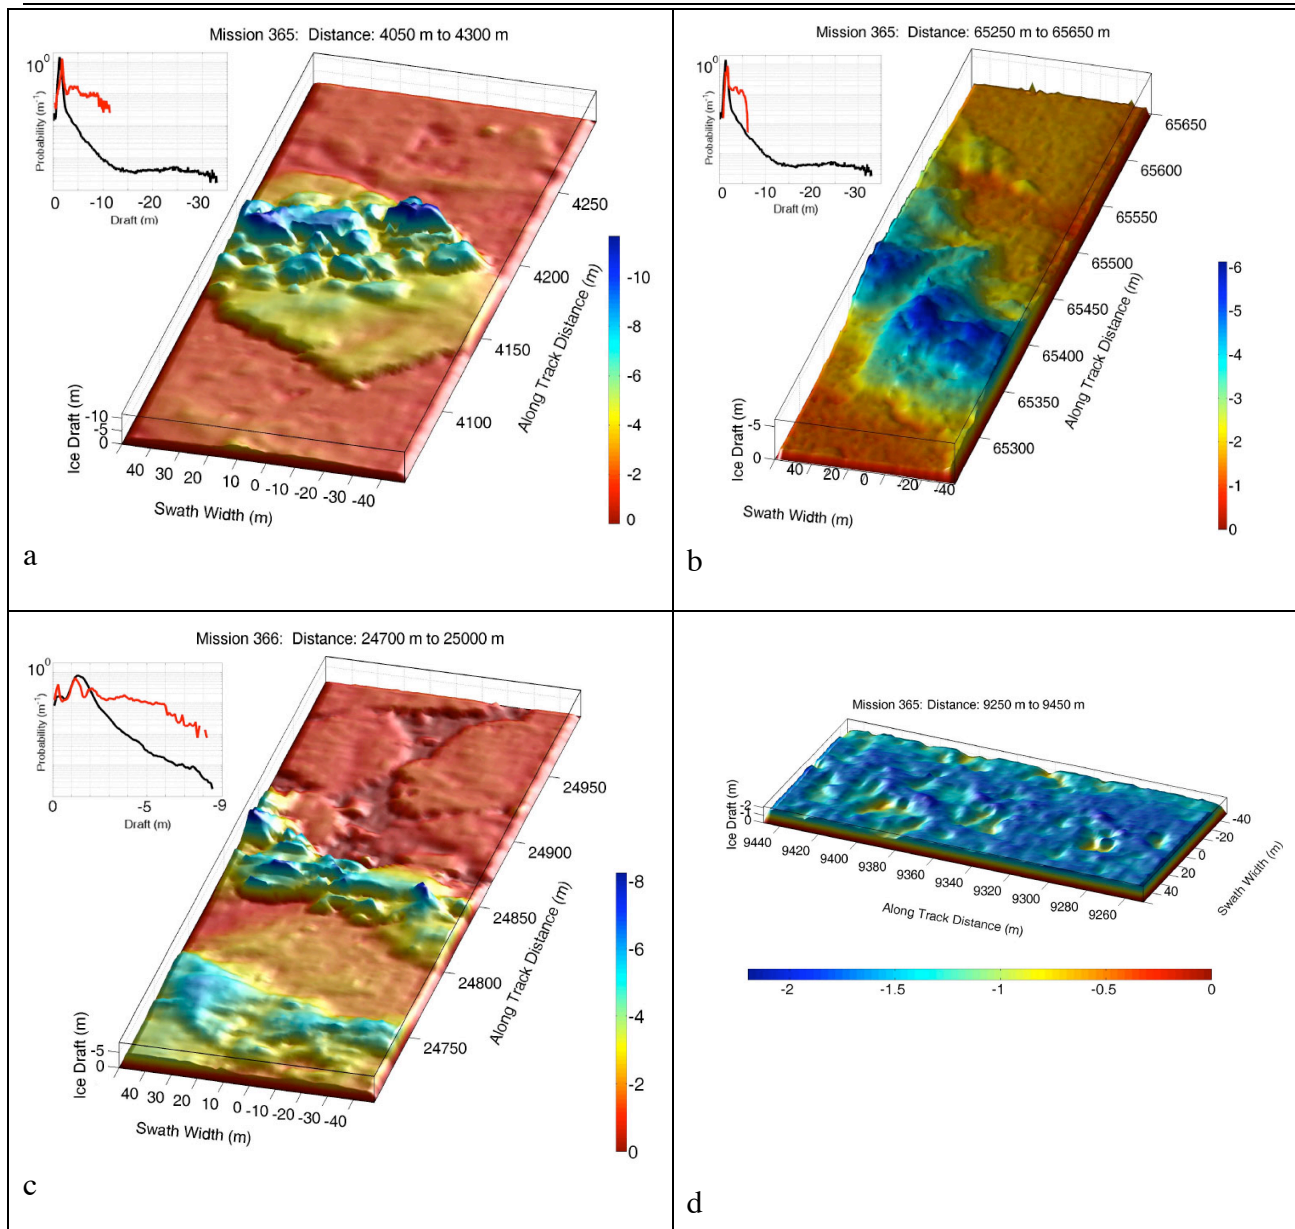 Mission 365:  Distance: 4050 m to 4300 m
10⁰
Probability (m⁻¹)
0 -10 -20 -30
Draft (m)
4250
4200
4150
4100
Along Track Distance (m)
-10
-8
-6
-4
-2
0
Ice Draft (m)
-10
-5
0
40 30 20 10 0 -10 -20 -30 -40
Swath Width (m)
a
Mission 365:  Distance: 65250 m to 65650 m
10⁰
Probability (m⁻¹)
0 -10 -20 -30
Draft (m)
65650
65600
65550
65500
65450
65400
65350
65300
Along Track Distance (m)
-6
-5
-4
-3
-2
-1
0
Ice Draft (m)
-5
0
40 20 0 -20 -40
Swath Width (m)
b
Mission 366:  Distance: 24700 m to 25000 m
10⁰
Probability (m⁻¹)
0 -5 -9
Draft (m)
24950
24900
24850
24800
24750
Along Track Distance (m)
-8
-6
-4
-2
0
Ice Draft (m)
-5
0
40 30 20 10 0 -10 -20 -30 -40
Swath Width (m)
c
Mission 365: Distance: 9250 m to 9450 m
Ice Draft (m)
-2
-1
0
9440 9420 9400 9380 9360 9340 9320 9300 9280 9260
Along Track Distance (m)
-40
-20
0
20
40
Swath Width (m)
-2 -1.5 -1 -0.5 0
d